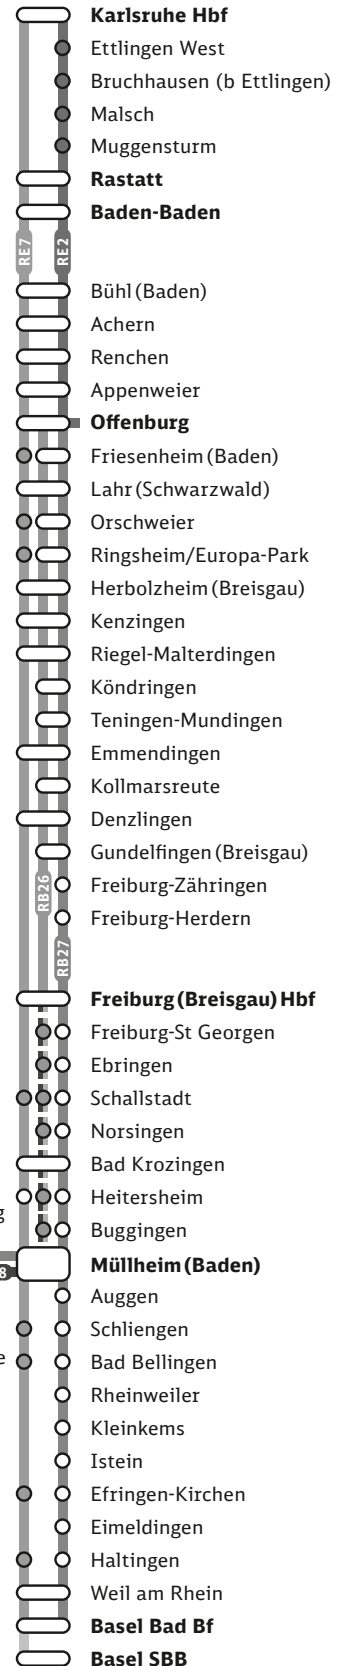 Karlsruhe Hbf
Ettlingen West
Bruchhausen (b Ettlingen)
Malsch
Muggensturm
Rastatt
Baden-Baden
RE7
RE2
Bühl (Baden)
Achern
Renchen
Appenweier
Offenburg
Friesenheim (Baden)
Lahr (Schwarzwald)
Orschweier
Ringsheim/Europa-Park
Herbolzheim (Breisgau)
Kenzingen
Riegel-Malterdingen
Köndringen
Teningen-Mundingen
Emmendingen
Kollmarsreute
Denzlingen
Gundelfingen (Breisgau)
RB26
Freiburg-Zähringen
Freiburg-Herdern
RB27
Freiburg (Breisgau) Hbf
Freiburg-St Georgen
Ebringen
Schallstadt
Norsingen
Bad Krozingen
Heitersheim
g
Buggingen
Müllheim (Baden)
8
Auggen
Schliengen
e
Bad Bellingen
Rheinweiler
Kleinkems
Istein
Efringen-Kirchen
Eimeldingen
Haltingen
Weil am Rhein
Basel Bad Bf
Basel SBB